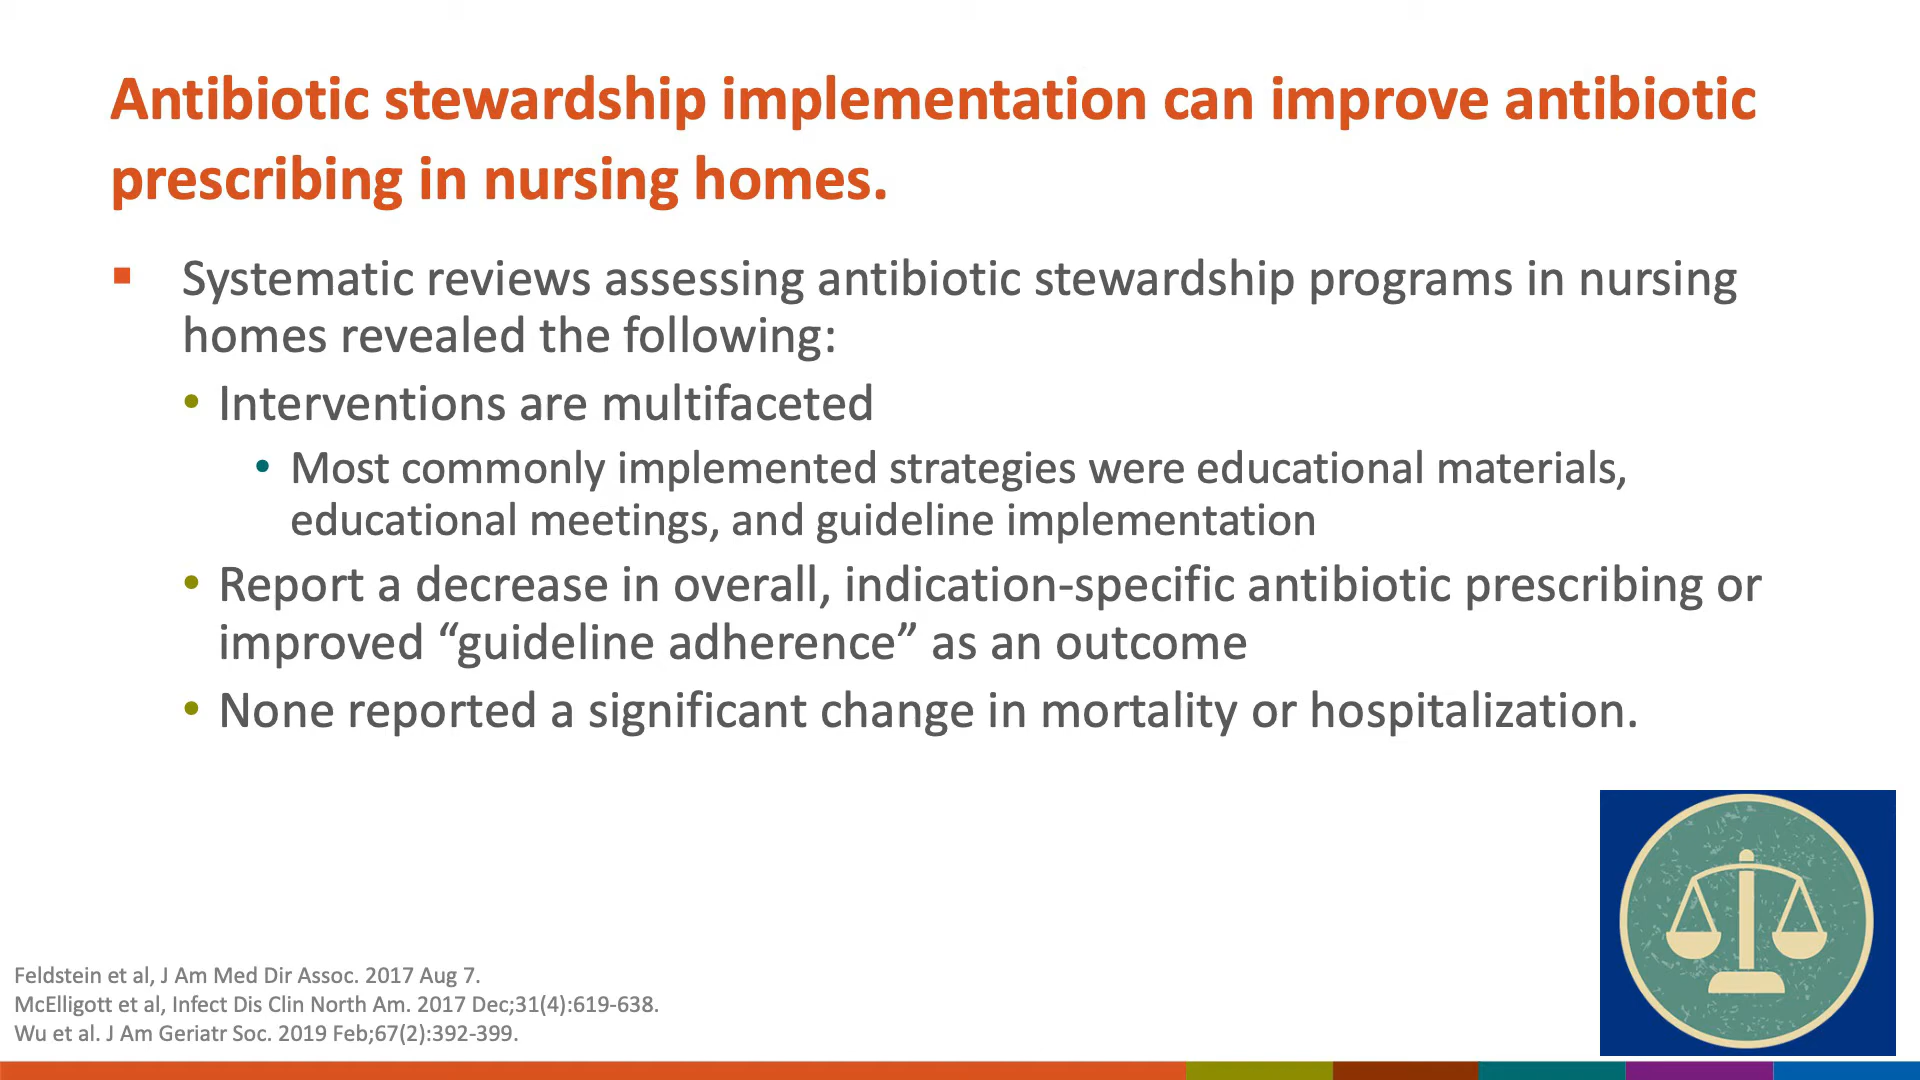 Antibiotic stewardship implementation can improve antibiotic
prescribing in nursing homes.
Systematic reviews assessing antibiotic stewardship programs in nursing
homes revealed the following:
Interventions are multifaceted
Most commonly implemented strategies were educational materials,
educational meetings, and guideline implementation
Report a decrease in overall, indication-specific antibiotic prescribing or
improved “guideline adherence” as an outcome
None reported a significant change in mortality or hospitalization.
Feldstein et al, J Am Med Dir Assoc. 2017 Aug 7.
McElligott et al, Infect Dis Clin North Am. 2017 Dec;31(4):619-638.
Wu et al. J Am Geriatr Soc. 2019 Feb;67(2):392-399.